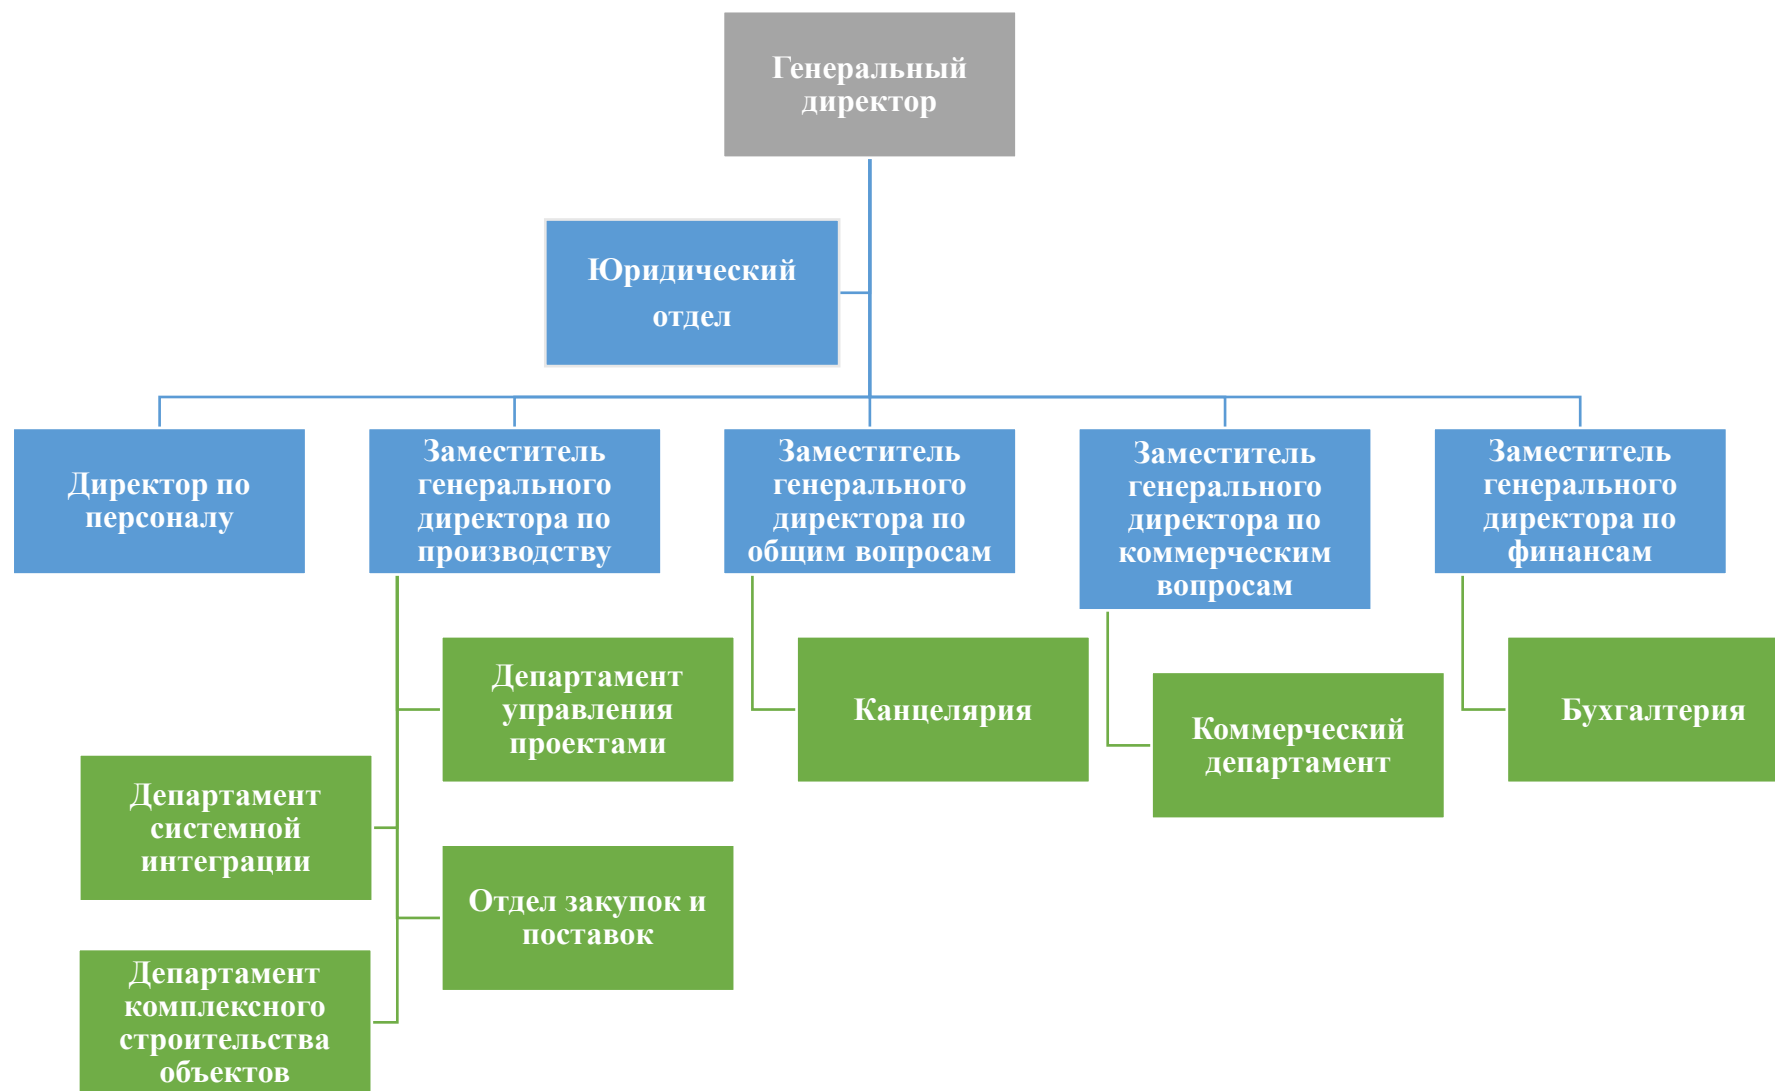 Генеральный
директор
Юридический
отдел
Директор по
персоналу
Заместитель
генерального
директора по
производству
Заместитель
генерального
директора по
общим вопросам
Заместитель
генерального
директора по
коммерческим
вопросам
Заместитель
генерального
директора по
финансам
Департамент
управления
проектами
Канцелярия
Коммерческий
департамент
Бухгалтерия
Департамент
системной
интеграции
Отдел закупок и
поставок
Департамент
комплексного
строительства
объектов